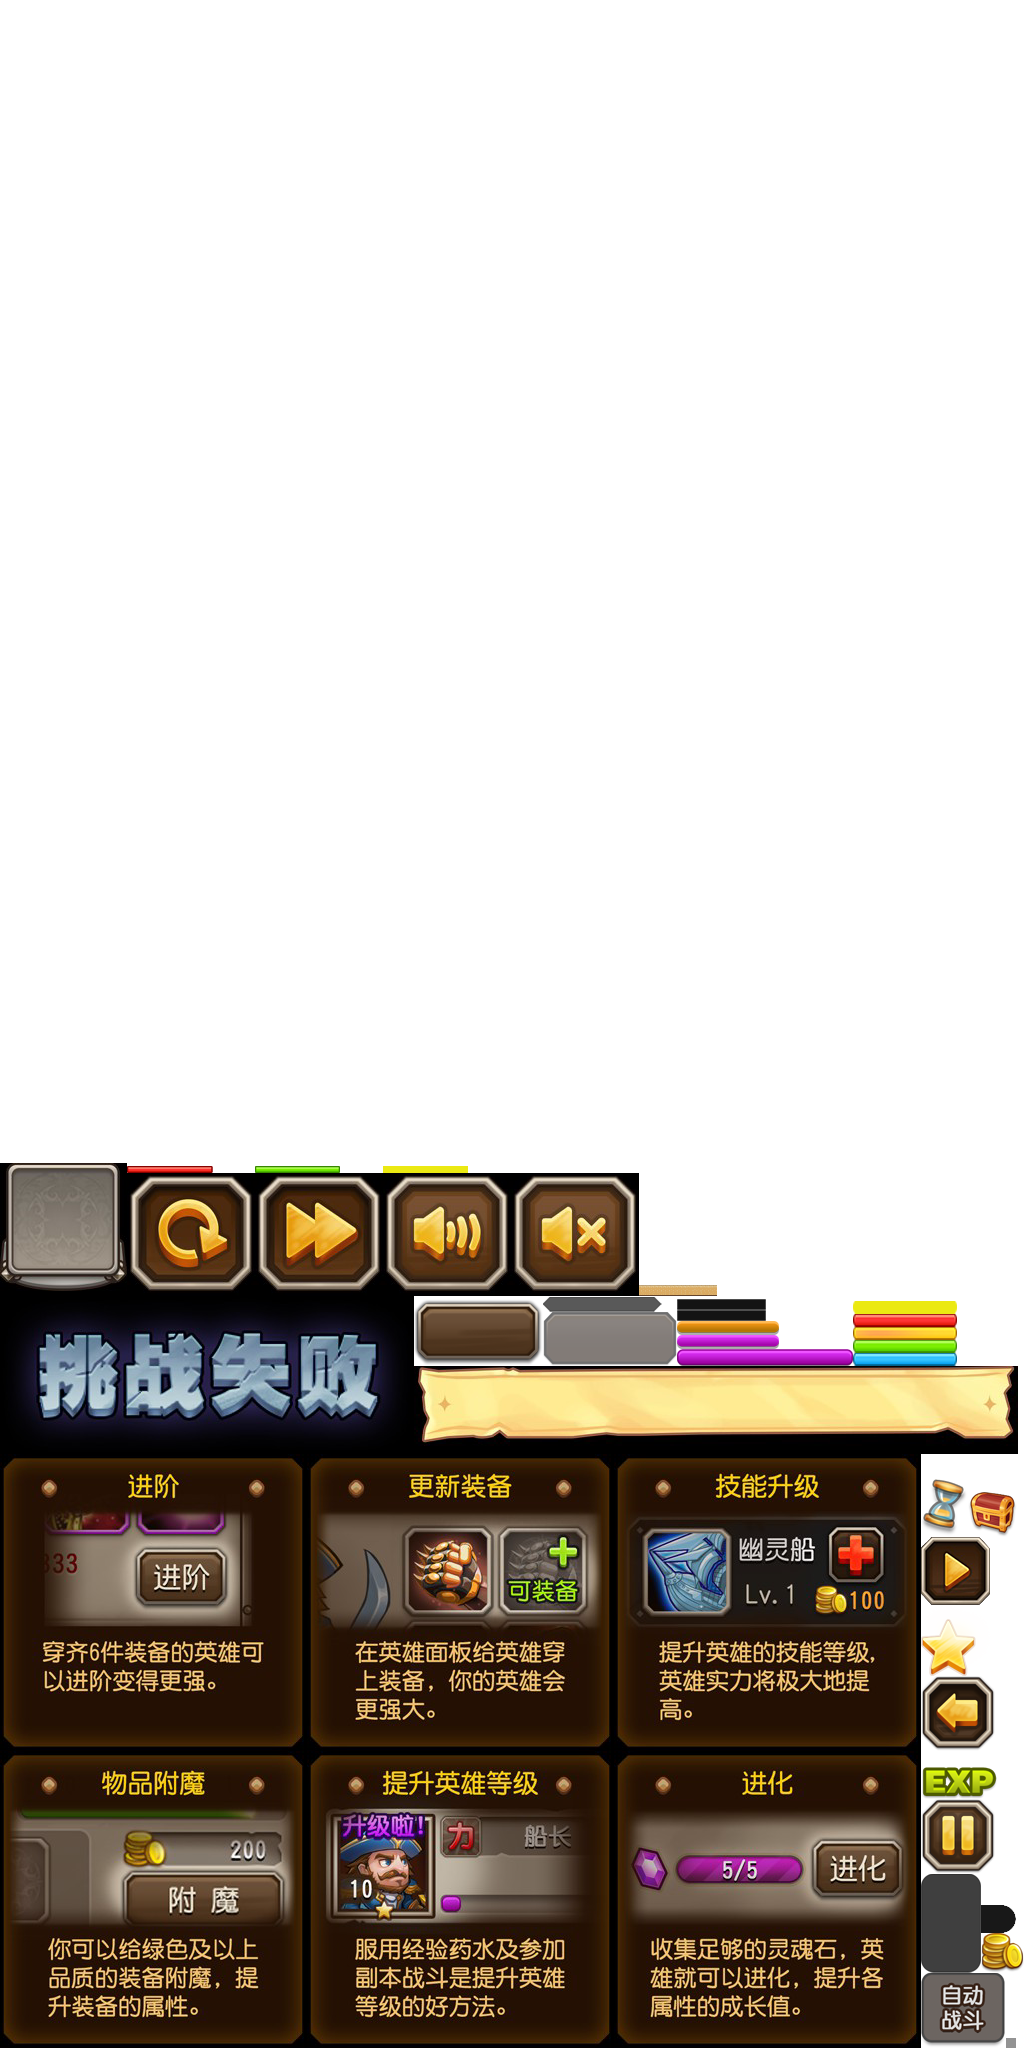 挑战失败
进阶
333
进阶
穿齐6件装备的英雄可
以进阶变得更强。
更新装备
可装备
在英雄面板给英雄穿
上装备，你的英雄会
更强大。
技能升级
幽灵船
Lv.1
100
提升英雄的技能等级,
英雄实力将极大地提
高。
物品附魔
200
附 魔
你可以给绿色及以上
品质的装备附魔，提
升装备的属性。
提升英雄等级
升级啦!
力
船长
10
服用经验药水及参加
副本战斗是提升英雄
等级的好方法。
进化
5/5
进化
收集足够的灵魂石，英
雄就可以进化，提升各
属性的成长值。
EXP
自动
战斗